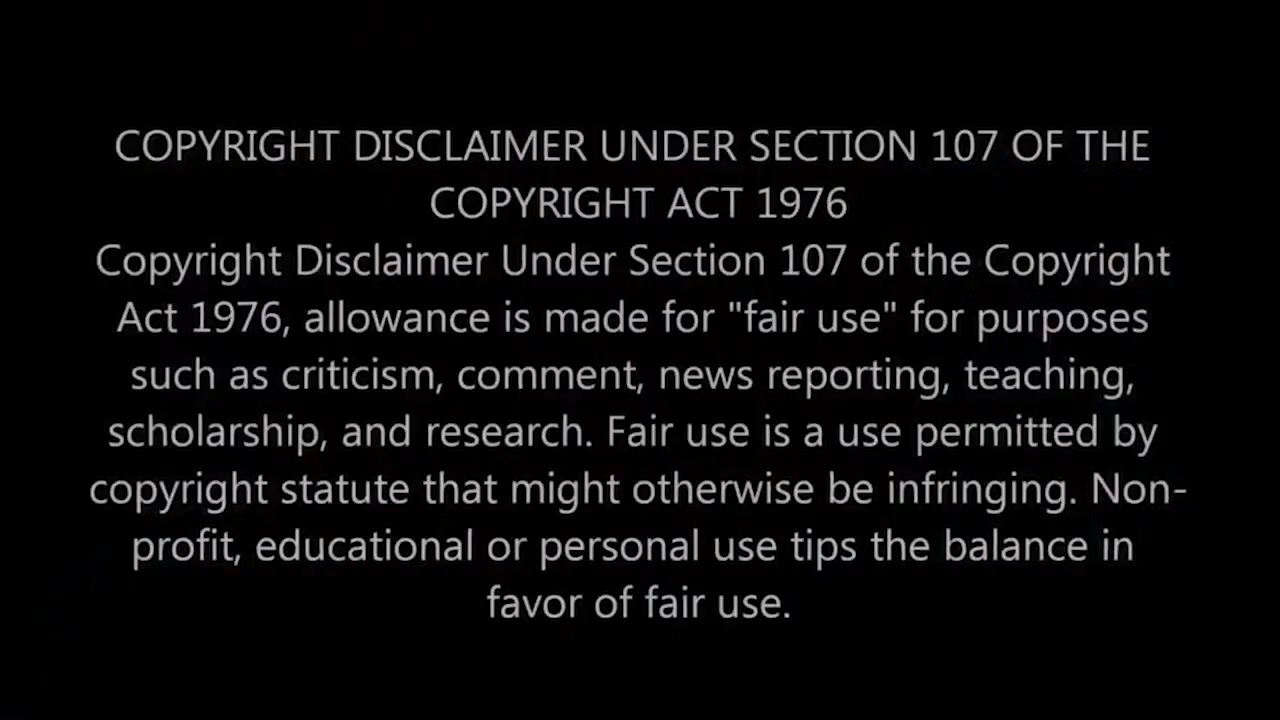 COPYRIGHT DISCLAIMER UNDER SECTION 107 OF THE
COPYRIGHT ACT 1976
Copyright Disclaimer Under Section 107 of the Copyright
Act 1976, allowance is made for "fair use" for purposes
such as criticism, comment, news reporting, teaching,
scholarship, and research. Fair use is a use permitted by
copyright statute that might otherwise be infringing. Non-
profit, educational or personal use tips the balance in
favor of fair use.